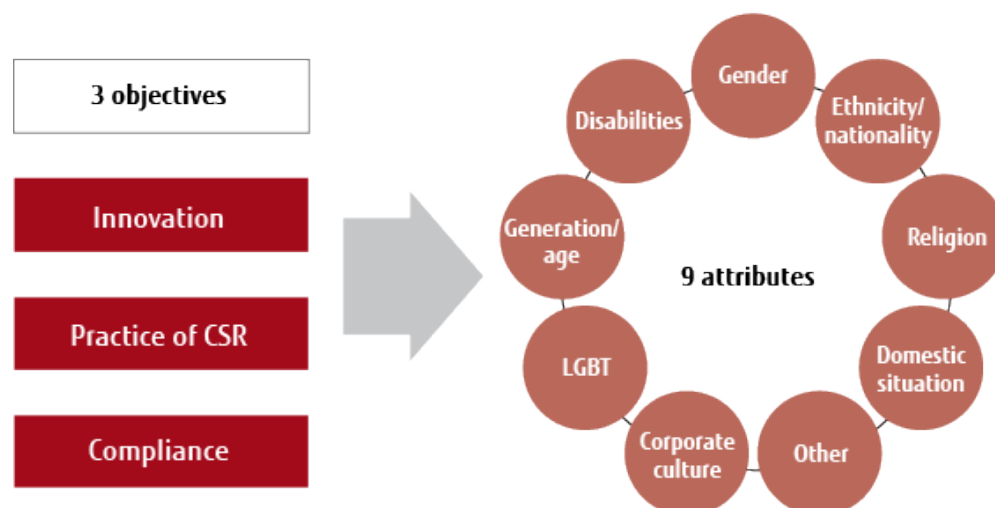 3 objectives
Innovation
Practice of CSR
Compliance
Gender
Ethnicity/
nationality
Religion
Domestic
situation
Other
Corporate
culture
LGBT
Generation/
age
Disabilities
9 attributes